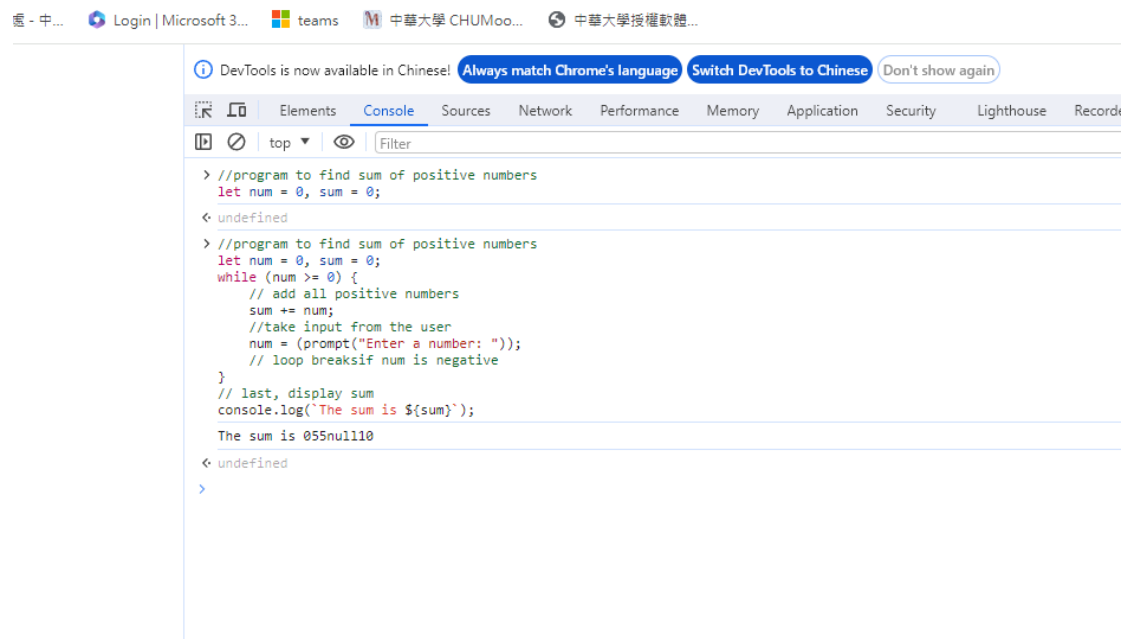 處 - 中... Login | Microsoft 3... teams 中華大學 CHUMoo... 中華大學授權軟體...
DevTools is now available in Chinese! Always match Chrome's language Switch DevTools to Chinese Don't show again
Elements Console Sources Network Performance Memory Application Security Lighthouse Recorde
top Filter
//program to find sum of positive numbers
let num = 0, sum = 0;
undefined
//program to find sum of positive numbers
let num = 0, sum = 0;
while (num >= 0) {
// add all positive numbers
sum += num;
//take input from the user
num = (prompt("Enter a number: "));
// loop breaksif num is negative
}
// last, display sum
console.log(`The sum is ${sum}`);
The sum is 055null10
undefined